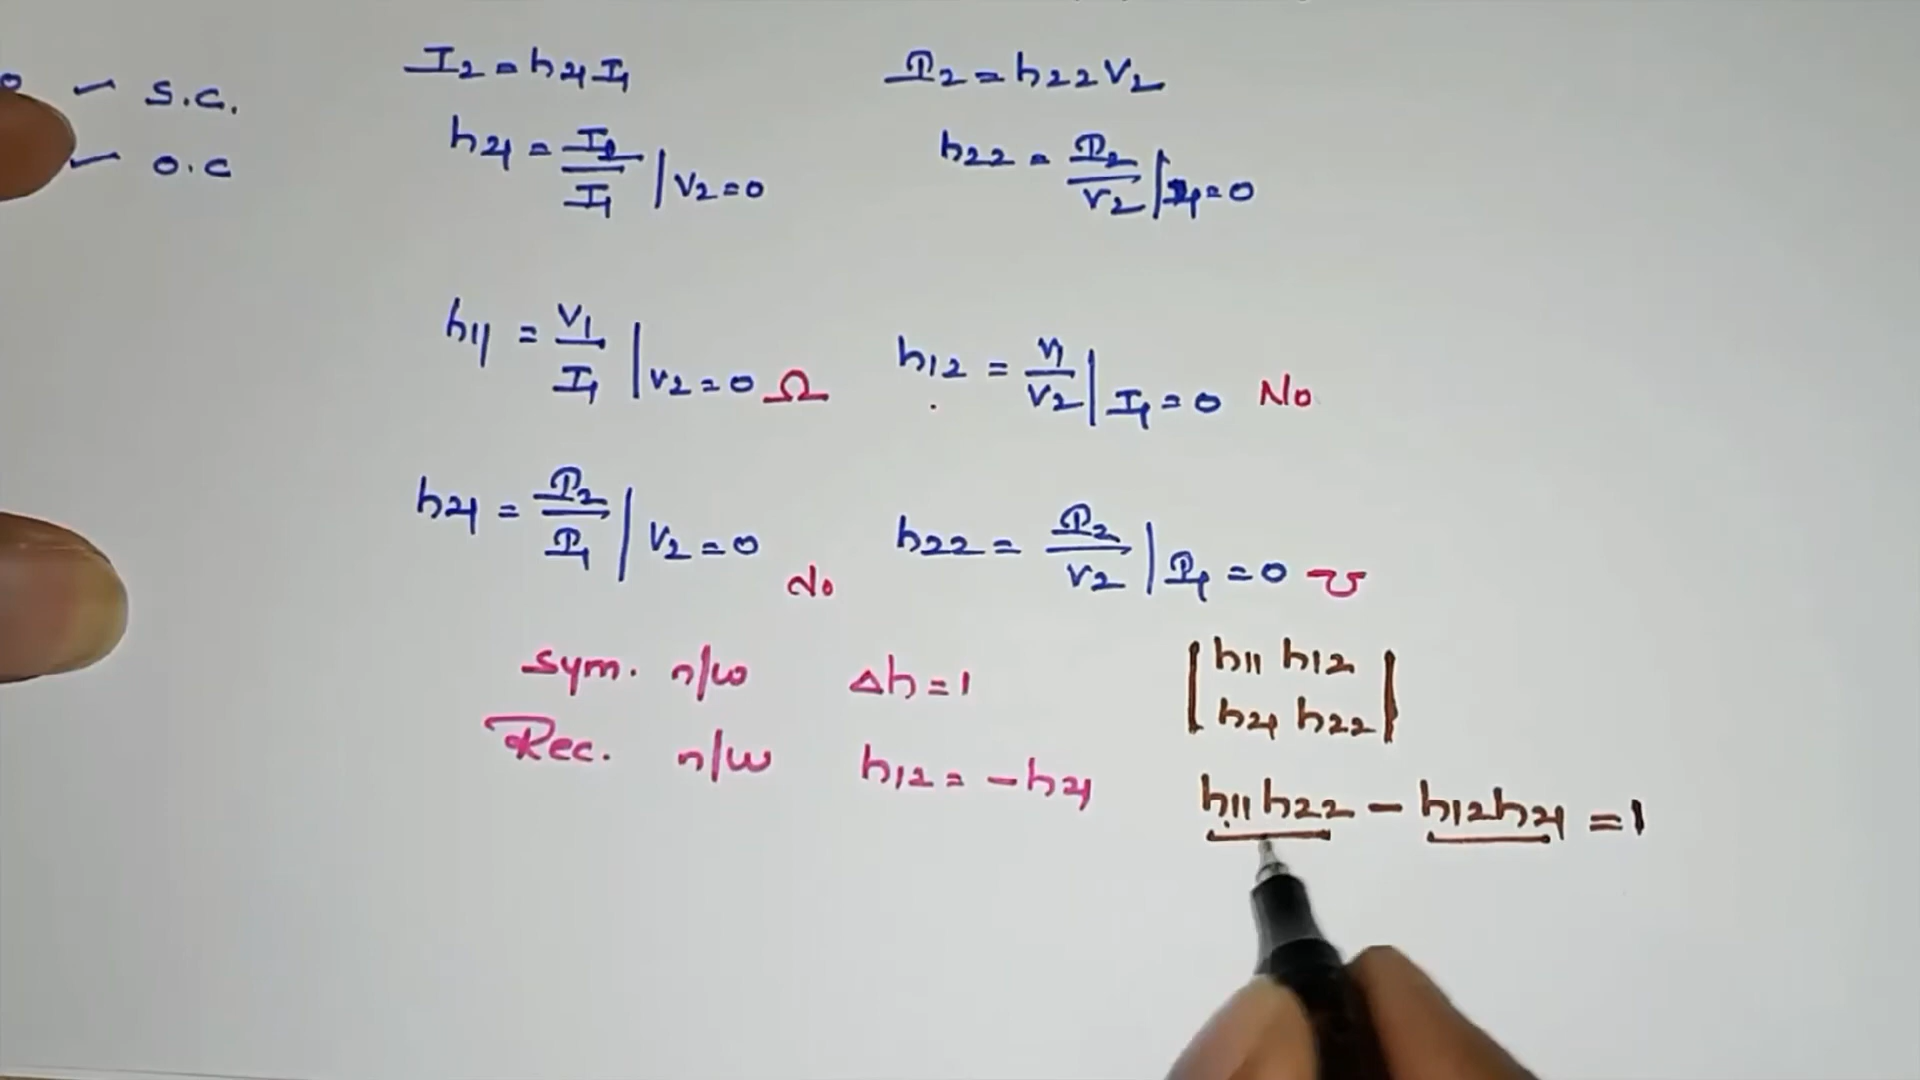 I2 = h21 I1
I2 = h22 V2
S.C.
O.C
h21 = I2/I1 | V2 = 0
h22 = I2/V2 | I1 = 0
h11 = V1/I1 | V2 = 0 Ω
h12 = V1/V2 | I1 = 0 No
h21 = I2/I1 | V2 = 0 No
h22 = I2/V2 | I1 = 0 ℧
Sym. n/w Δh = 1
Rec. n/w h12 = -h21
| h11 h12
h21 h22 |
h11 h22 - h12 h21 = 1